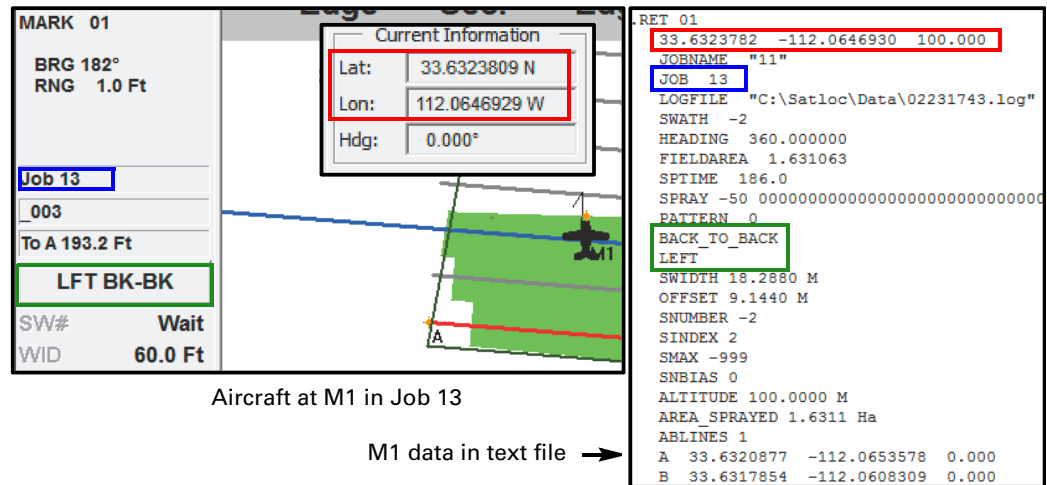 MARK 01
BRG 182°
RNG 1.0 Ft
Job 13
_003
To A 193.2 Ft
LFT BK-BK
SW# Wait
WID 60.0 Ft
Current Information
Lat: 33.6323809 N
Lon: 112.0646929 W
Hdg: 0.000°
M1
A
Aircraft at M1 in Job 13
M1 data in text file
.RET 01
33.6323782 -112.0646930 100.000
JOBNAME "11"
JOB 13
LOGFILE "C:\Satloc\Data\02231743.log"
SWATH -2
HEADING 360.000000
FIELDAREA 1.631063
SPTIME 186.0
SPRAY -50
PATTERN 0
BACK_TO_BACK
LEFT
SWIDTH 18.2880 M
OFFSET 9.1440 M
SNUMBER -2
SINDEX 2
SMAX -999
SNBIAS 0
ALTITUDE 100.0000 M
AREA_SPRAYED 1.6311 Ha
ABLINES 1
A 33.6320877 -112.0653578 0.000
B 33.6317854 -112.0608309 0.000